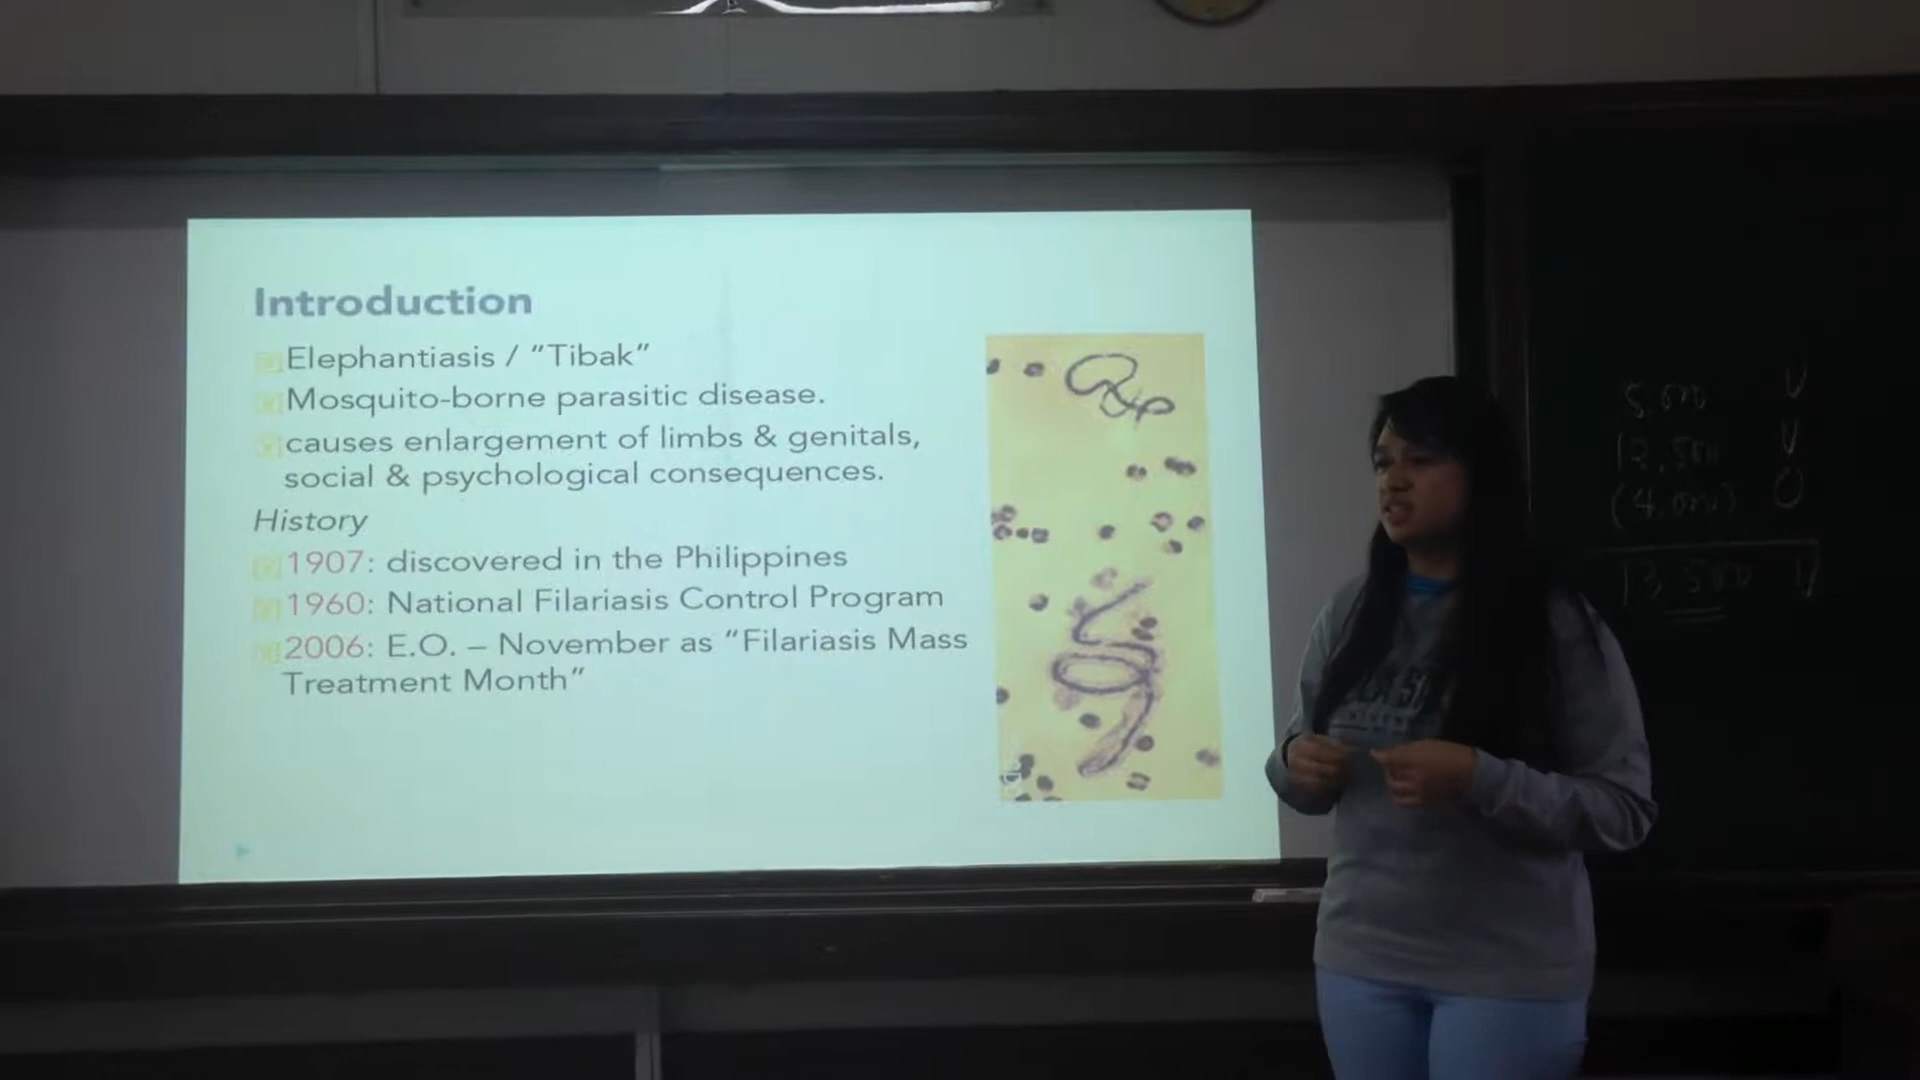 Introduction
Elephantiasis / "Tibak"
Mosquito-borne parasitic disease.
causes enlargement of limbs & genitals,
social & psychological consequences.
History
1907: discovered in the Philippines
1960: National Filariasis Control Program
2006: E.O. – November as "Filariasis Mass
Treatment Month"